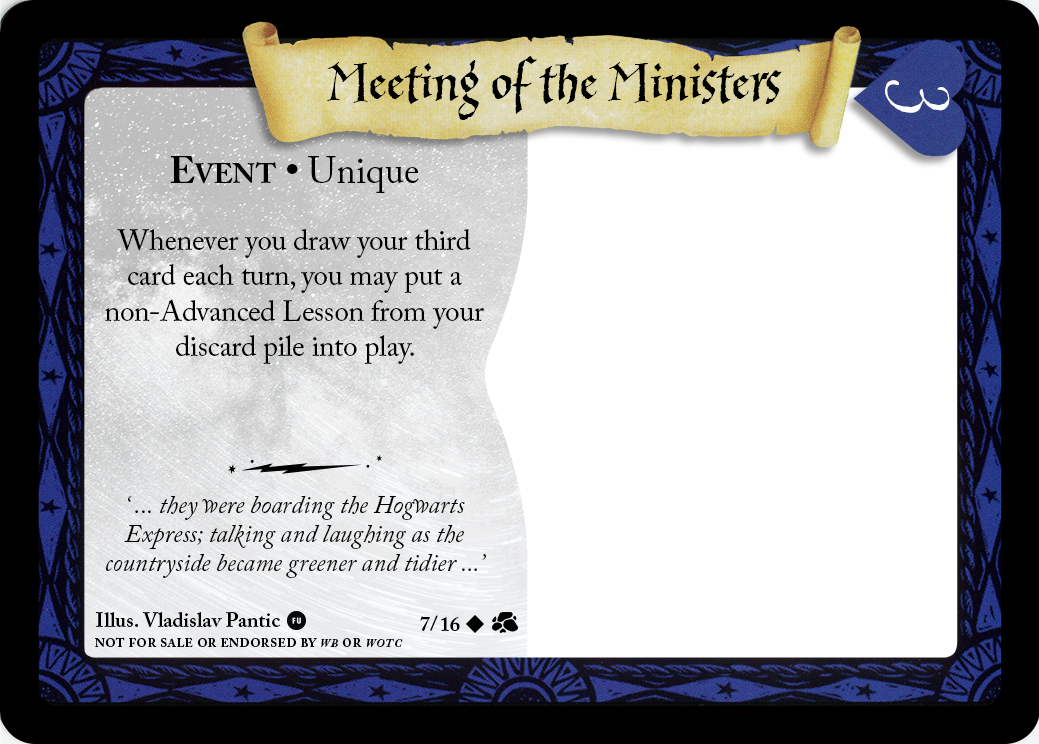 Meeting of the Ministers
3
EVENT • Unique
Whenever you draw your third
card each turn, you may put a
non-Advanced Lesson from your
discard pile into play.
‘... they were boarding the Hogwarts
Express; talking and laughing as the
countryside became greener and tidier ...’
Illus. Vladislav Pantic FU
7/16
NOT FOR SALE OR ENDORSED BY WB OR WOTC